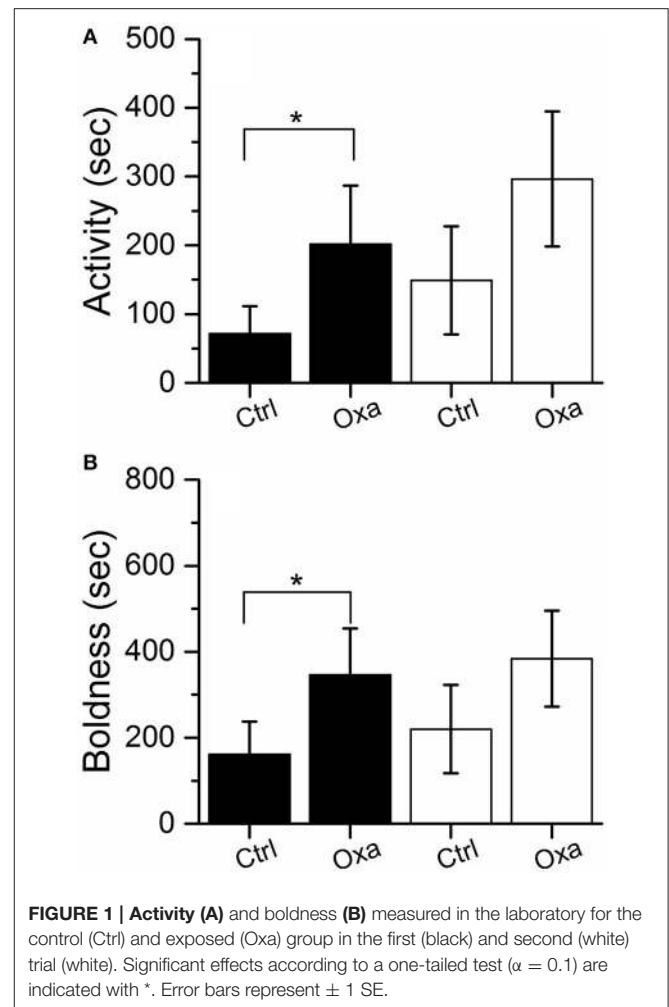 A
500
400
300
200
100
0
Activity (sec)
*
Ctrl
Oxa
Ctrl
Oxa
B
800
600
400
200
0
Boldness (sec)
*
Ctrl
Oxa
Ctrl
Oxa
FIGURE 1 | Activity (A) and boldness (B) measured in the laboratory for the
control (Ctrl) and exposed (Oxa) group in the first (black) and second (white)
trial (white). Significant effects according to a one-tailed test (α = 0.1) are
indicated with *. Error bars represent ± 1 SE.